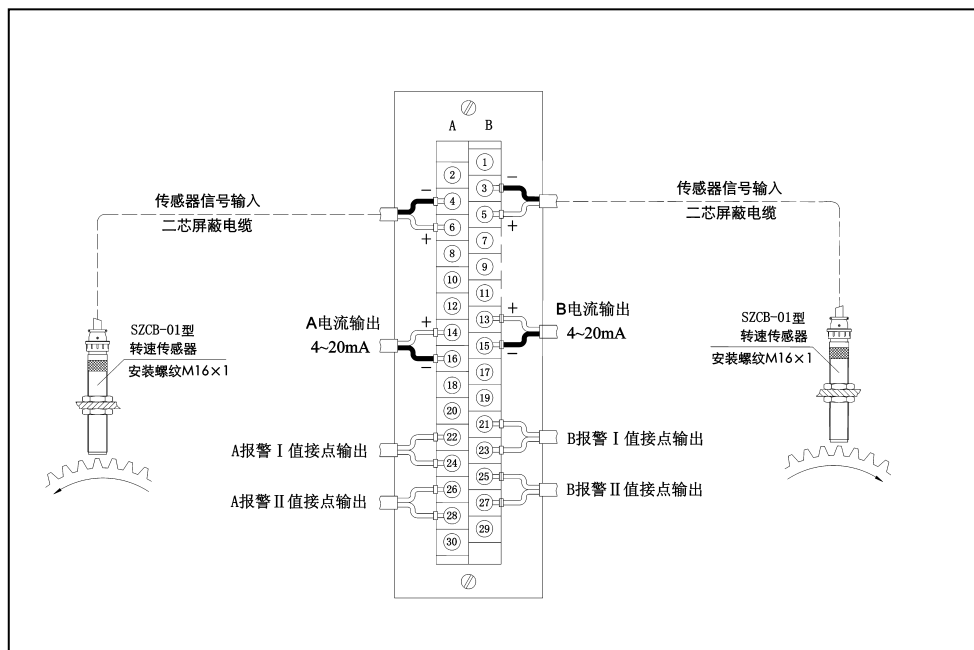 A B
1
2
3
4
5
6
7
8
9
10
11
12
13
14
15
16
17
18
19
20
21
22
23
24
25
26
27
28
29
30
−
+
−
+
+
−
+
−
传感器信号输入
二芯屏蔽电缆
传感器信号输入
二芯屏蔽电缆
SZCB-01型
转速传感器
安装螺纹M16×1
A电流输出
4~20mA
B电流输出
4~20mA
SZCB-01型
转速传感器
安装螺纹M16×1
A报警Ⅰ值接点输出
B报警Ⅰ值接点输出
A报警Ⅱ值接点输出
B报警Ⅱ值接点输出